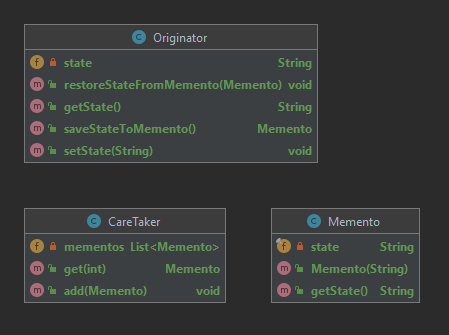 Originator
state String
restoreStateFromMemento(Memento) void
getState() String
saveStateToMemento() Memento
setState(String) void
CareTaker
mementos List<Memento>
get(int) Memento
add(Memento) void
Memento
state String
Memento(String)
getState() String